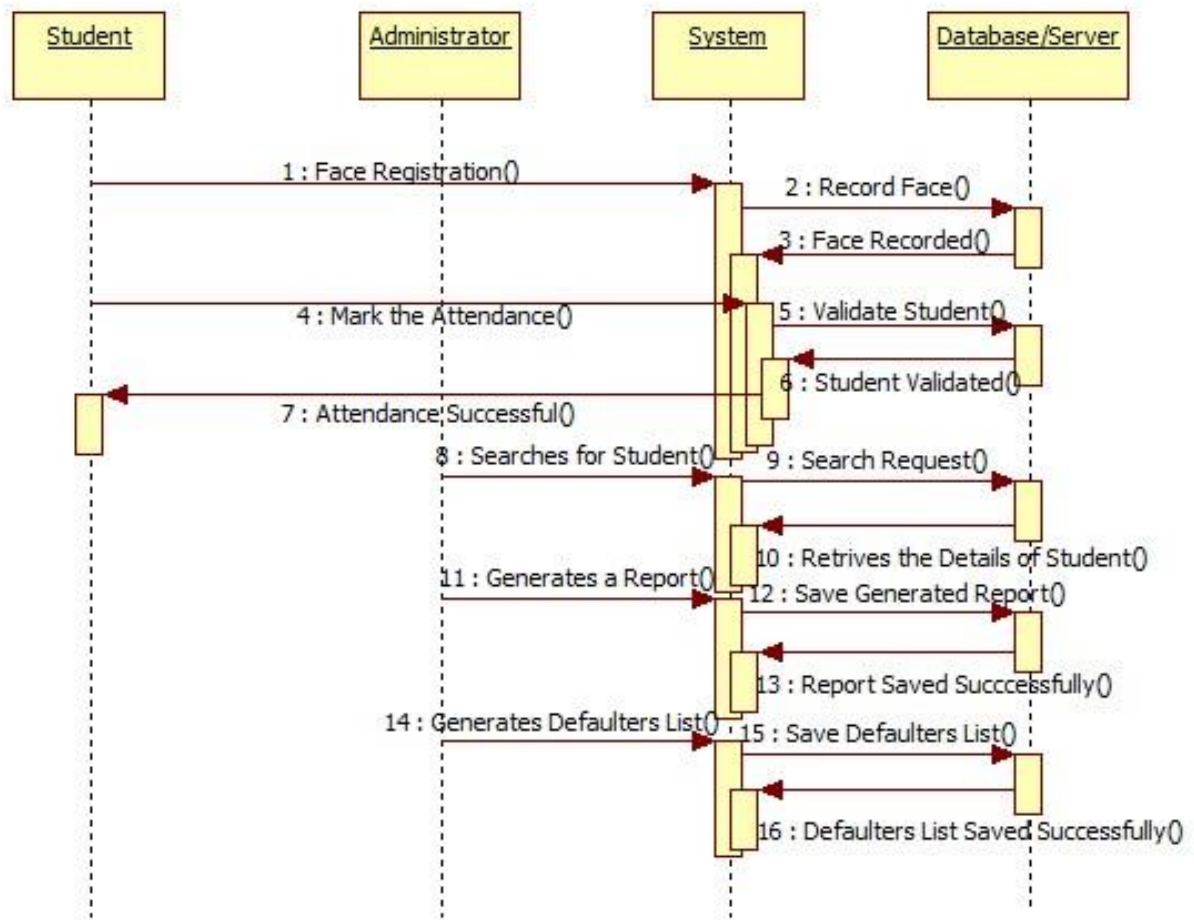 Student
Administrator
System
Database/Server
1 : Face Registration()
2 : Record Face()
3 : Face Recorded()
4 : Mark the Attendance()
5 : Validate Student()
6 : Student Validated()
7 : Attendance Successful()
8 : Searches for Student()
9 : Search Request()
10 : Retrives the Details of Student()
11 : Generates a Report()
12 : Save Generated Report()
13 : Report Saved Succcessfully()
14 : Generates Defaulters List()
15 : Save Defaulters List()
16 : Defaulters List Saved Successfully()